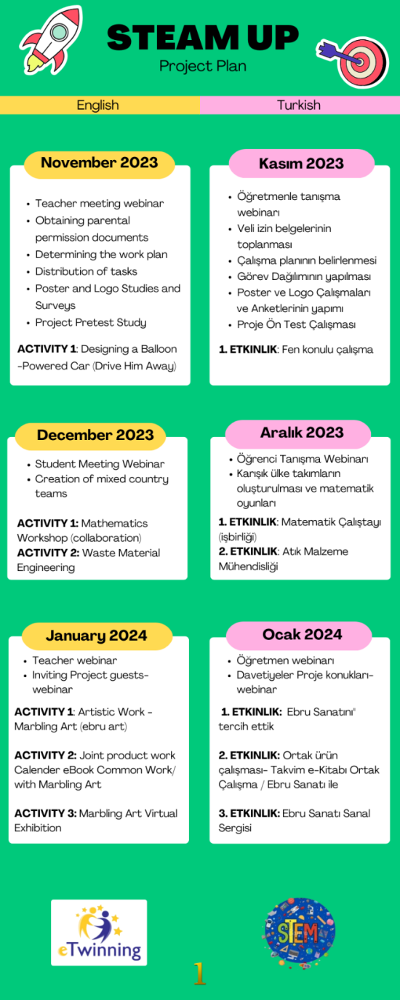 STEAM UP
Project Plan
English
Turkish
November 2023
• Teacher meeting webinar
• Obtaining parental
permission documents
• Determining the work plan
• Distribution of tasks
• Poster and Logo Studies and
Surveys
• Project Pretest Study
ACTIVITY 1: Designing a Balloon
-Powered Car (Drive Him Away)
Kasım 2023
• Öğretmenle tanışma
webinarı
• Veli izin belgelerinin
toplanması
• Çalışma planının belirlenmesi
• Görev Dağılımının yapılması
• Poster ve Logo Çalışmaları
ve Anketlerinin yapımı
• Proje Ön Test Çalışması
1. ETKINLIK: Fen konulu çalışma
December 2023
• Student Meeting Webinar
• Creation of mixed country
teams
ACTIVITY 1: Mathematics
Workshop (collaboration)
ACTIVITY 2: Waste Material
Engineering
Aralık 2023
• Öğrenci Tanışma Webinarı
• Karışık ülke takımların
oluşturulması ve matematik
oyunları
1. ETKINLIK: Matematik Çalıştayı
(işbirliği)
2. ETKINLIK: Atık Malzeme
Mühendisliği
January 2024
• Teacher webinar
• Inviting Project guests-
webinar
ACTIVITY 1: Artistic Work -
Marbling Art (ebru art)
ACTIVITY 2: Joint product work
Calender eBook Common Work/
with Marbling Art
ACTIVITY 3: Marbling Art Virtual
Exhibition
Ocak 2024
• Öğretmen webinarı
• Davetiyeler Proje konukları-
webinar
1. ETKINLIK: Ebru Sanatını"
tercih ettik
2. ETKINLIK: Ortak ürün
çalışması- Takvim e-Kitabı Ortak
Çalışma / Ebru Sanatı ile
3. ETKINLIK: Ebru Sanatı Sanal
Sergisi
eTwinning
STEM
1